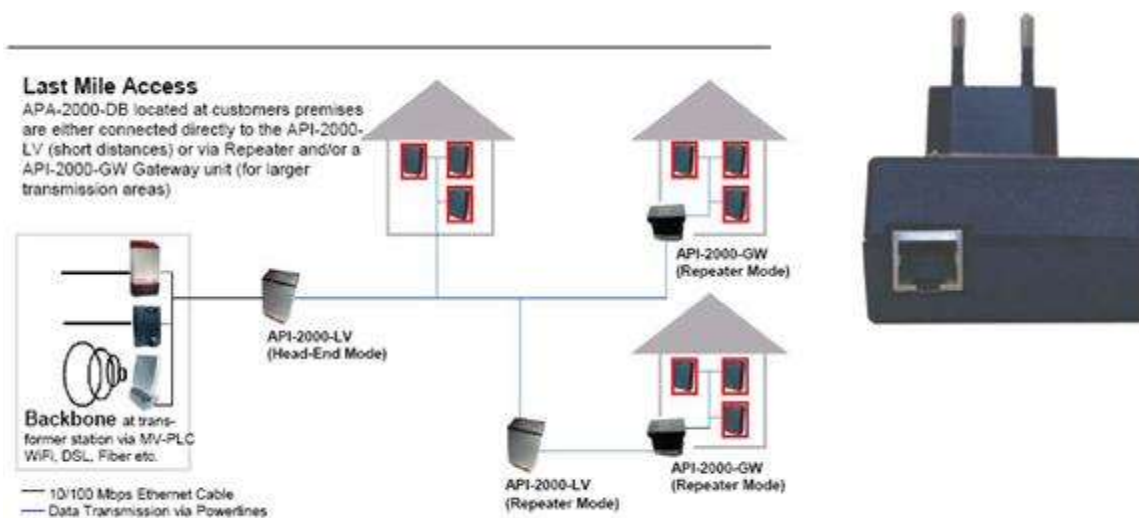 Last Mile Access
APA-2000-DB located at customers premises
are either connected directly to the API-2000-
LV (short distances) or via Repeater and/or a
API-2000-GW Gateway unit (for larger
transmission areas)
API-2000-GW
(Repeater Mode)
API-2000-LV
(Head-End Mode)
Backbone at trans-
former station via MV-PLC
WiFi, DSL, Fiber etc.
API-2000-LV
(Repeater Mode)
API-2000-GW
(Repeater Mode)
10/100 Mbps Ethernet Cable
Data Transmission via Powerlines